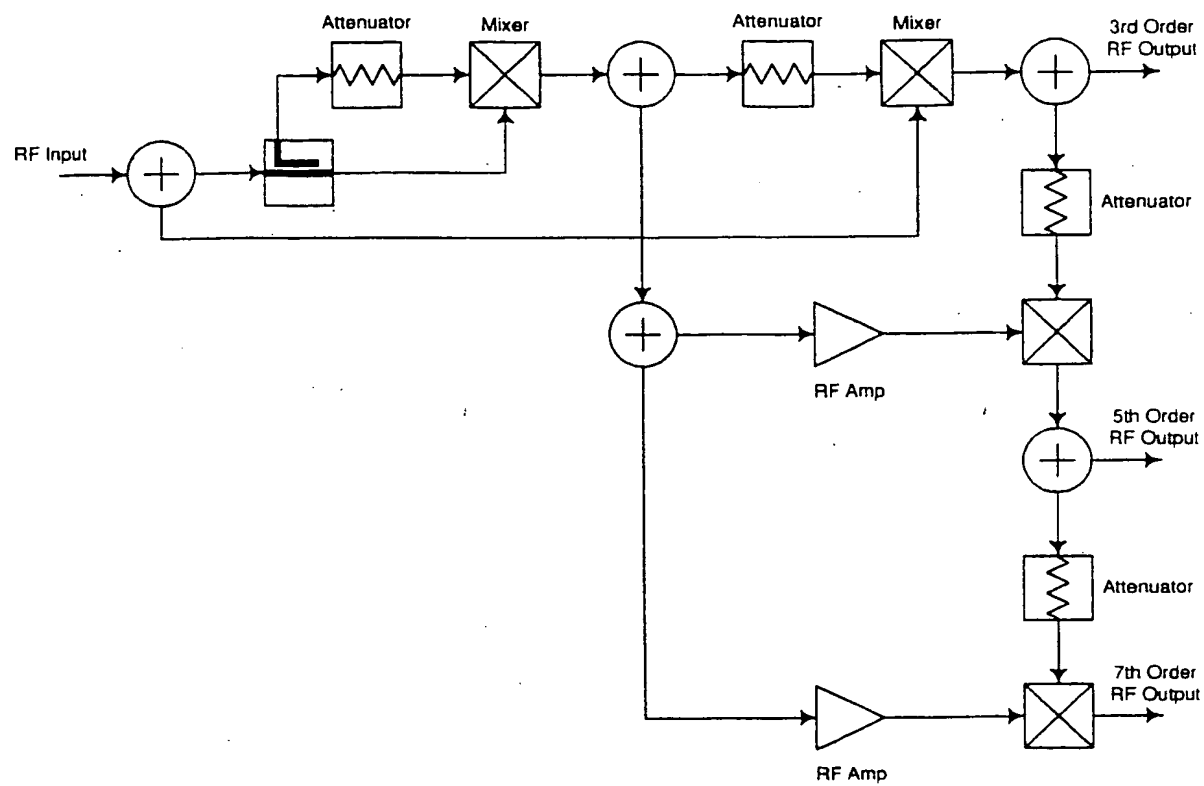 Attenuator
Mixer
Attenuator
Mixer
3rd Order
RF Output
RF Input
Attenuator
RF Amp
5th Order
RF Output
Attenuator
7th Order
RF Output
RF Amp